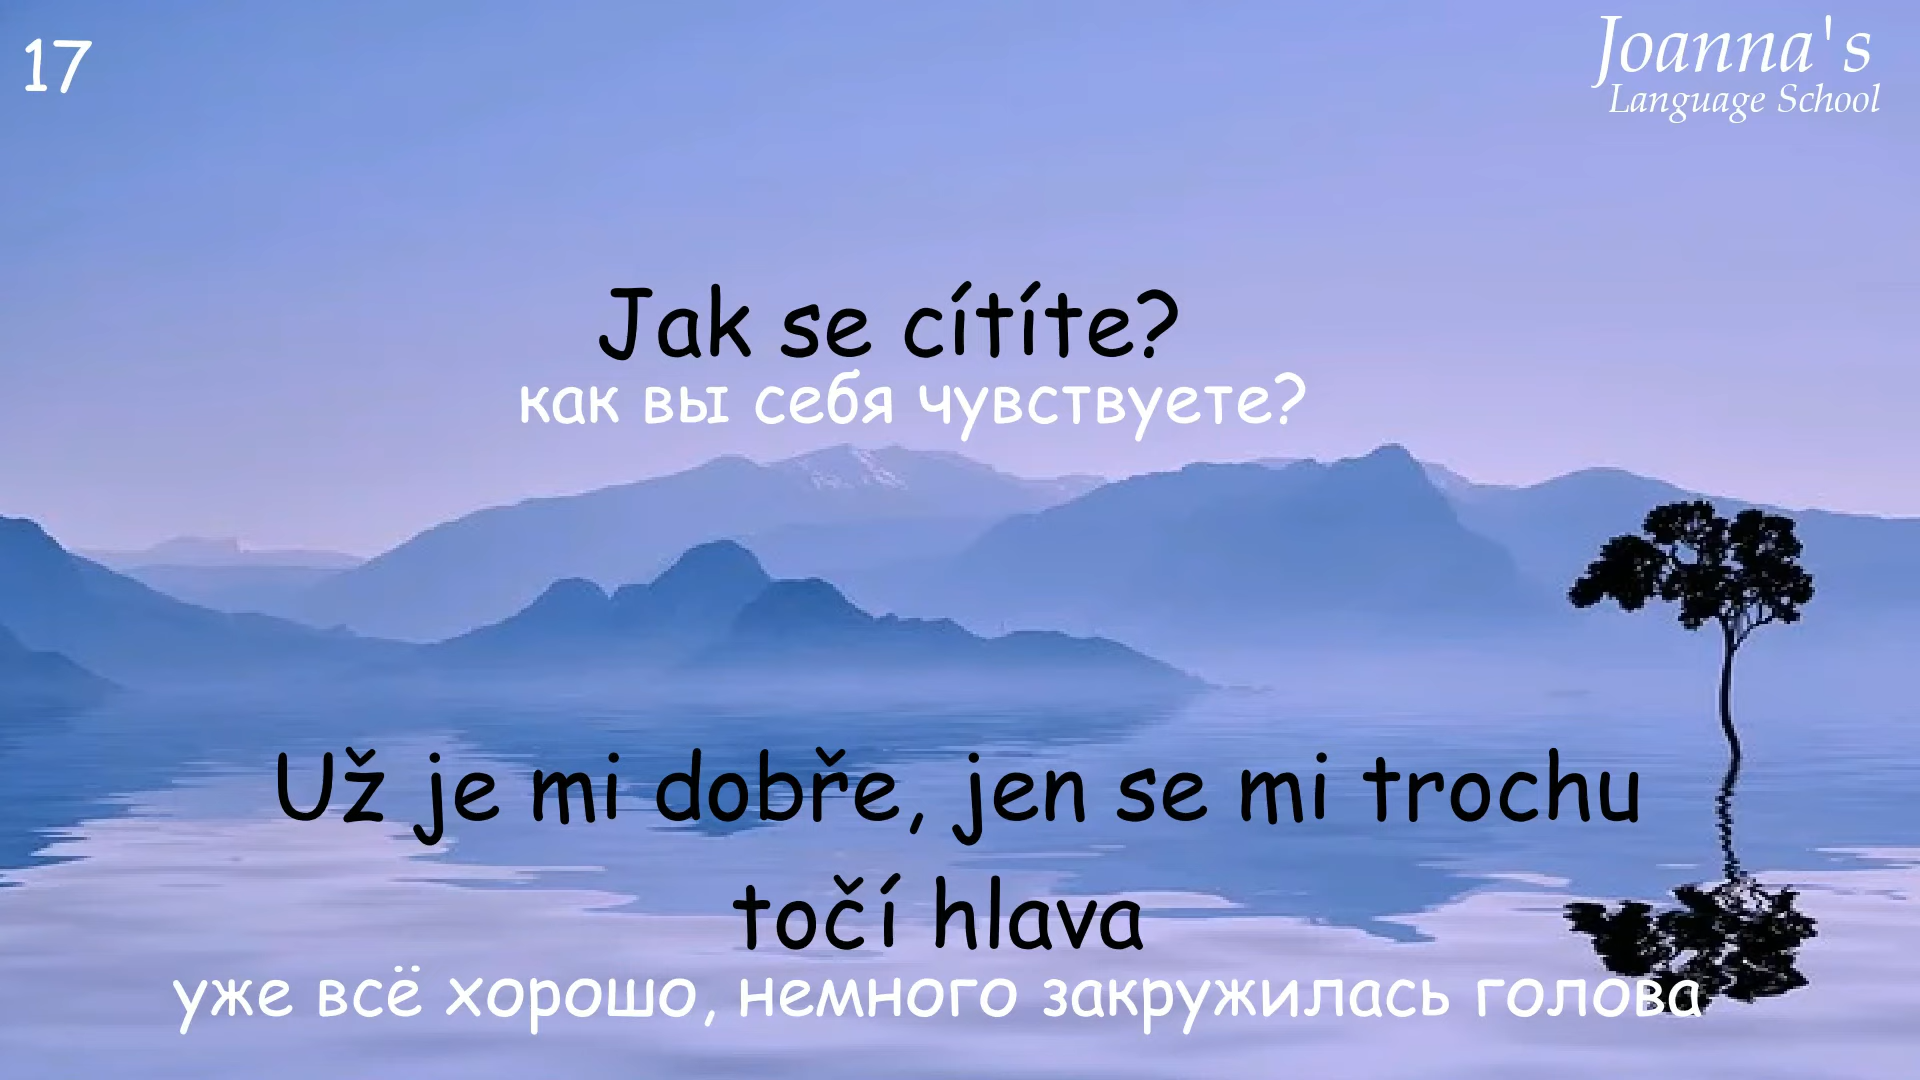 17
Joanna's
Language School
Jak se cítíte?
как вы себя чувствуете?
Už je mi dobře, jen se mi trochu
točí hlava
уже всё хорошо, немного закружилась голова